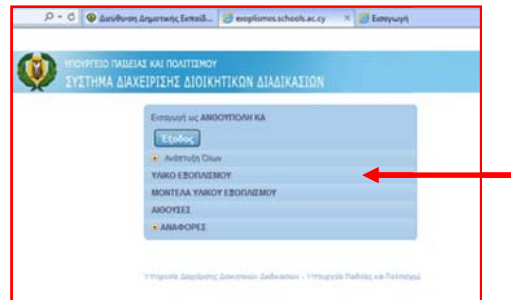 Διεύθυνση Δημοτικής Εκπαίδ... exoplismos.schools.ac.cy × Εισαγωγή
ΥΠΟΥΡΓΕΙΟ ΠΑΙΔΕΙΑΣ ΚΑΙ ΠΟΛΙΤΙΣΜΟΥ
ΣΥΣΤΗΜΑ ΔΙΑΧΕΙΡΙΣΗΣ ΔΙΟΙΚΗΤΙΚΩΝ ΔΙΑΔΙΚΑΣΙΩΝ
Εισαγωγή ως ΑΝΘΟΥΠΟΛΗ ΚΑ
Έξοδος
Ανάπτυξη Όλων
ΥΛΙΚΟ ΕΞΟΠΛΙΣΜΟΥ
ΜΟΝΤΕΛΑ ΥΛΙΚΟΥ ΕΞΟΠΛΙΣΜΟΥ
ΑΙΘΟΥΣΕΣ
ΑΝΑΦΟΡΕΣ
Υπηρεσία Διαχείρισης Διοικητικών Διαδικασιών - Υπουργείο Παιδείας και Πολιτισμού